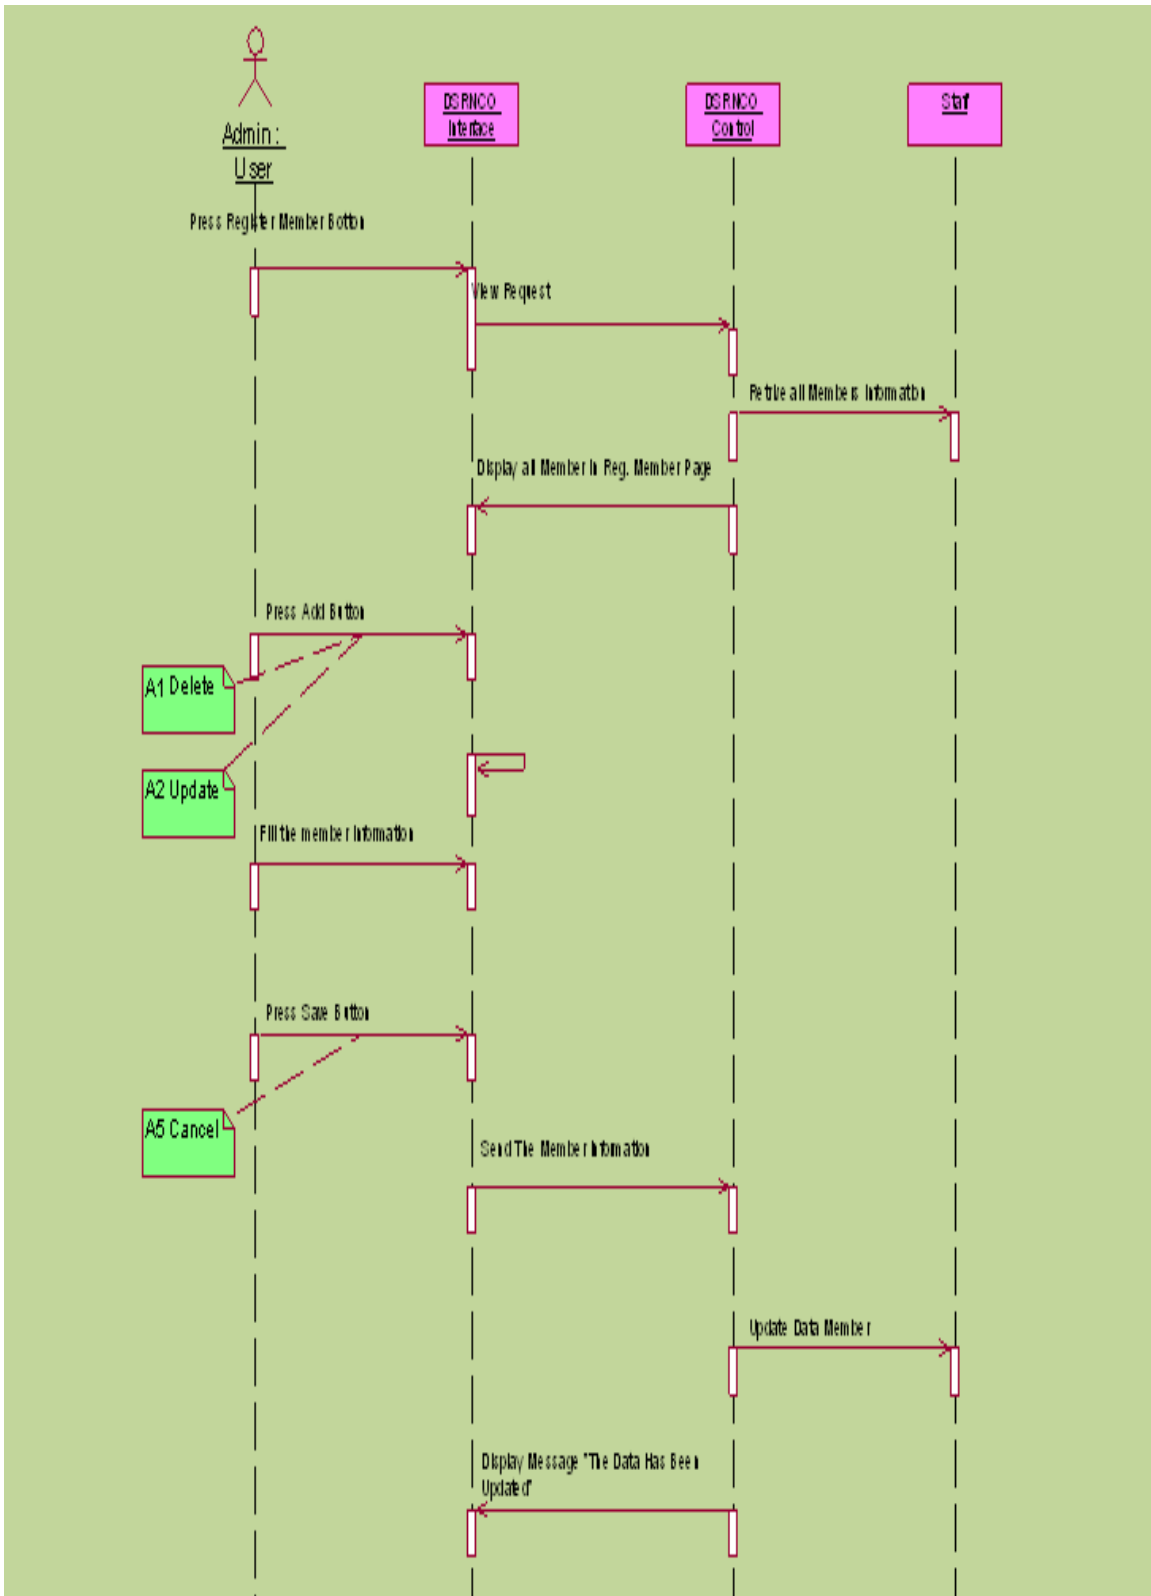 Admin :
User
DSRNCO
Interface
DSRNCO
Control
Staff
Press Register Member Botton
View Request
Retrive all Members Information
Display all Member In Reg. Member Page
Press Add Button
A1 Delete
A2 Update
Fill the member Information
Press Save Button
A5 Cancel
Send The Member Information
Update Data Member
Display Message "The Data Has Been
Updated"